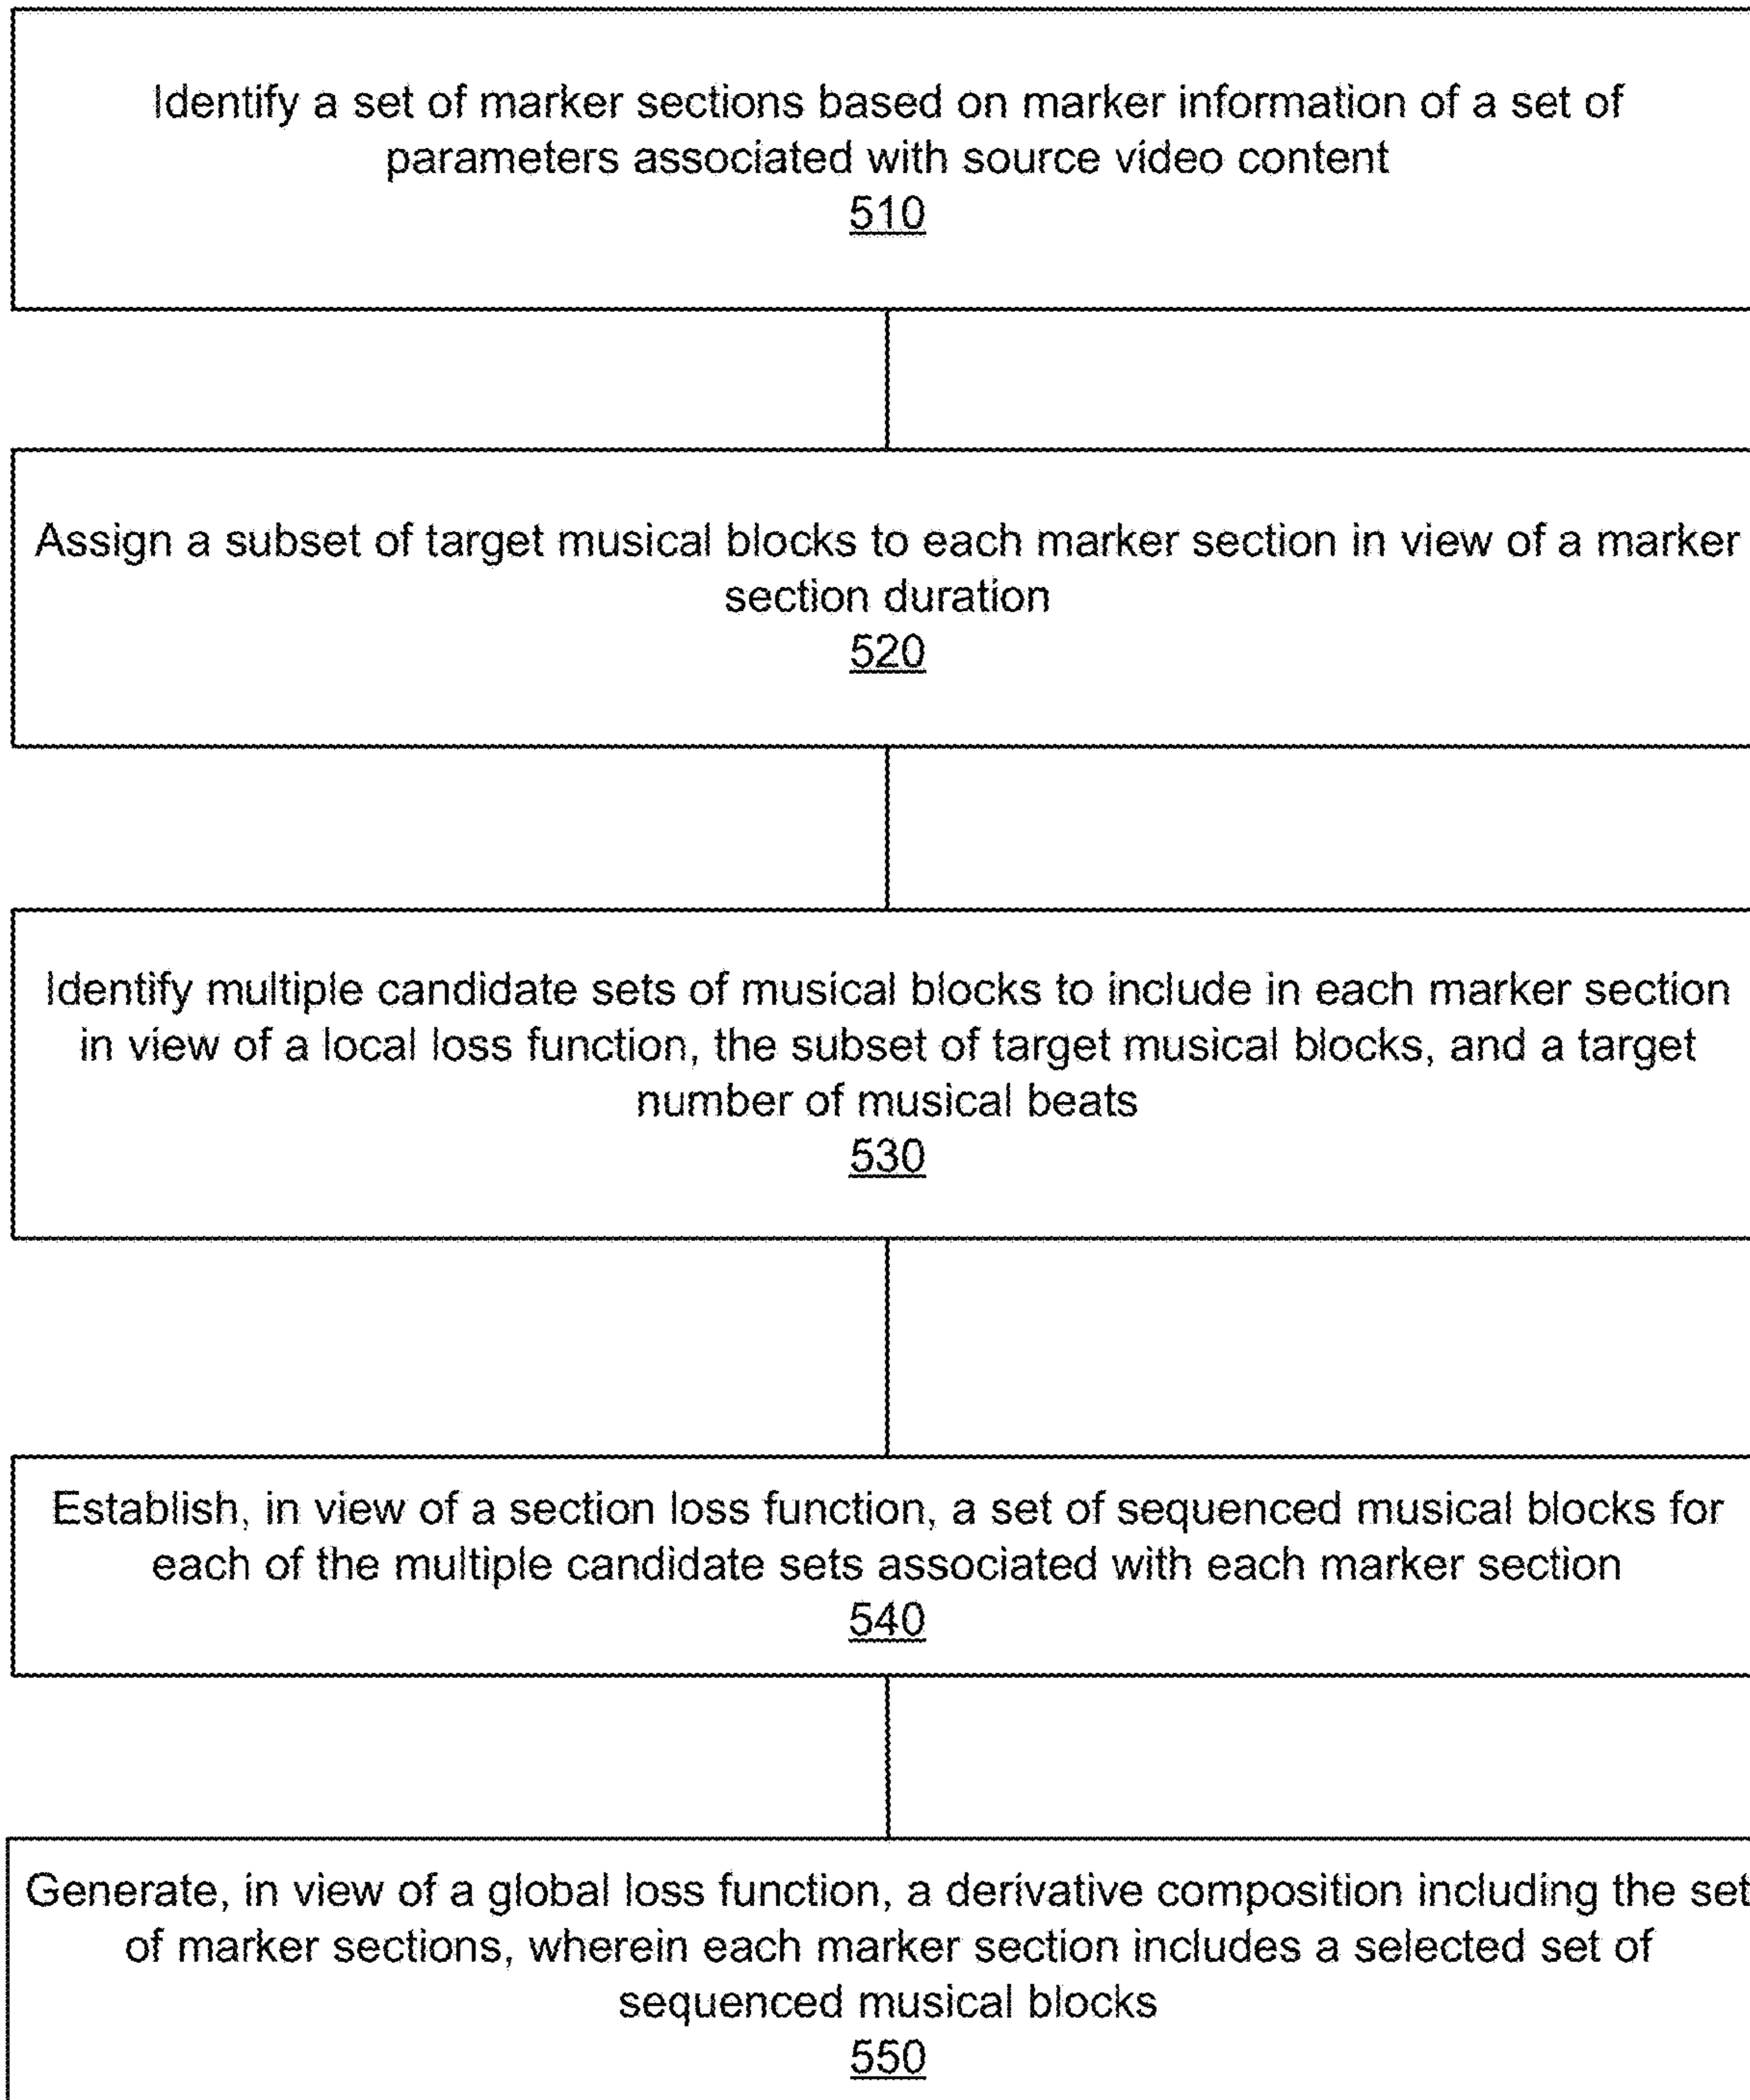 Identify a set of marker sections based on marker information of a set of
parameters associated with source video content
510
Assign a subset of target musical blocks to each marker section in view of a marker
section duration
520
Identify multiple candidate sets of musical blocks to include in each marker section
in view of a local loss function, the subset of target musical blocks, and a target
number of musical beats
530
Establish, in view of a section loss function, a set of sequenced musical blocks for
each of the multiple candidate sets associated with each marker section
540
Generate, in view of a global loss function, a derivative composition including the set
of marker sections, wherein each marker section includes a selected set of
sequenced musical blocks
550